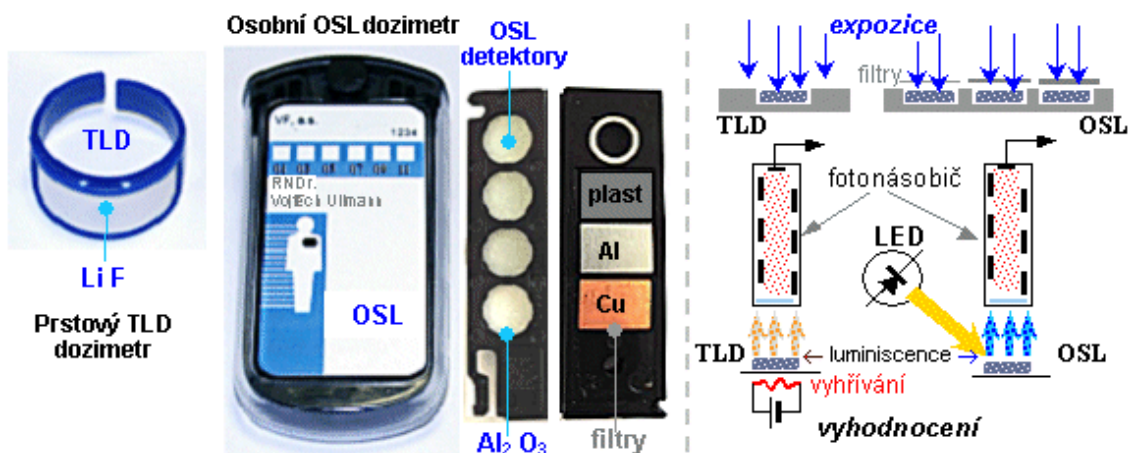 TLD
Li F
Prstový TLD
dozimetr
Osobní OSL dozimetr
VF, a.s.
1234
RNDr.
Vojtěch Ullmann
OSL
OSL
detektory
Al2 O3
plast
Al
Cu
filtry
expozice
filtry
TLD
OSL
fotonásobič
LED
TLD
luminiscence
OSL
vyhřívání
vyhodnocení